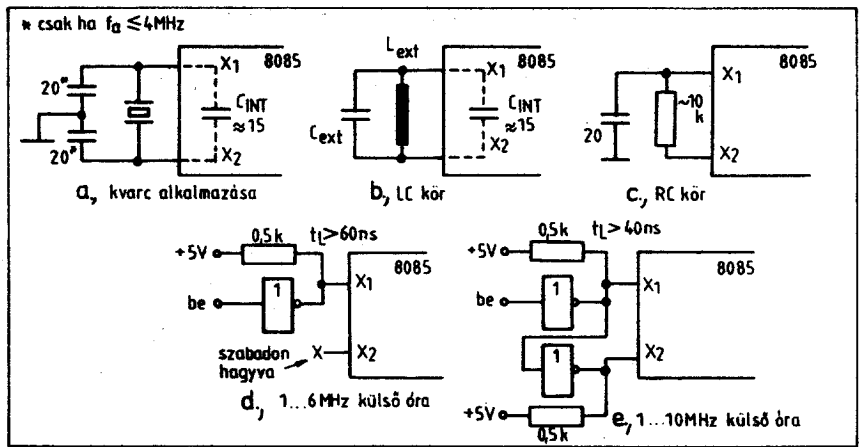 * csak ha fa ≤ 4MHz
8085
X1
20*
CINT
≈15
20*
X2
a., kvarc alkalmazása
Lext
8085
X1
CINT
≈15
Cext
X2
b., LC kör
8085
X1
~10
k
20
X2
c., RC kör
0,5k
tL>60ns
+5V
8085
be
1
X1
szabadon
hagyva
X
X2
d., 1...6MHz külső óra
0,5k
tL>40ns
+5V
8085
be
1
X1
1
X2
+5V
0,5k
e., 1...10MHz külső óra